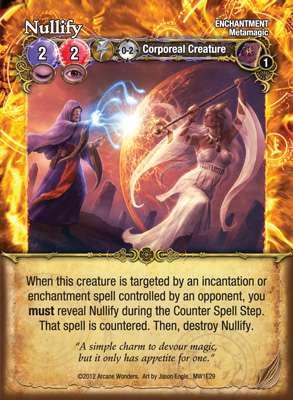 Nullify
ENCHANTMENT
Metamagic
2 2 0-2 Corporeal Creature 1
When this creature is targeted by an incantation or
enchantment spell controlled by an opponent, you
must reveal Nullify during the Counter Spell Step.
That spell is countered. Then, destroy Nullify.
"A simple charm to devour magic,
but it only has appetite for one."
©2012 Arcane Wonders. Art by Jason Engle. MW1E29